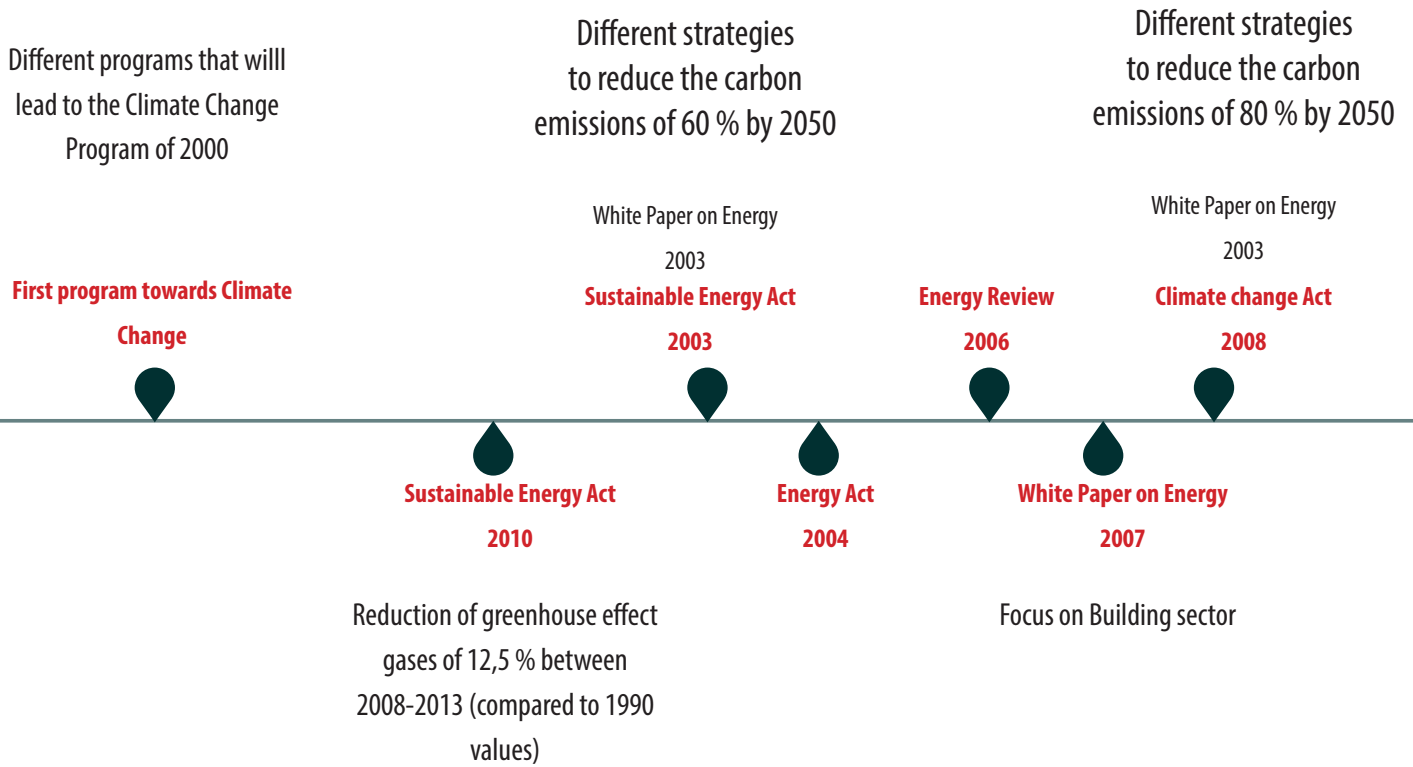 Different programs that willl
lead to the Climate Change
Program of 2000
First program towards Climate
Change
Sustainable Energy Act
2010
Reduction of greenhouse effect
gases of 12,5 % between
2008-2013 (compared to 1990
values)
Different strategies
to reduce the carbon
emissions of 60 % by 2050
White Paper on Energy
2003
Sustainable Energy Act
2003
Energy Act
2004
Energy Review
2006
White Paper on Energy
2007
Focus on Building sector
Different strategies
to reduce the carbon
emissions of 80 % by 2050
White Paper on Energy
2003
Climate change Act
2008